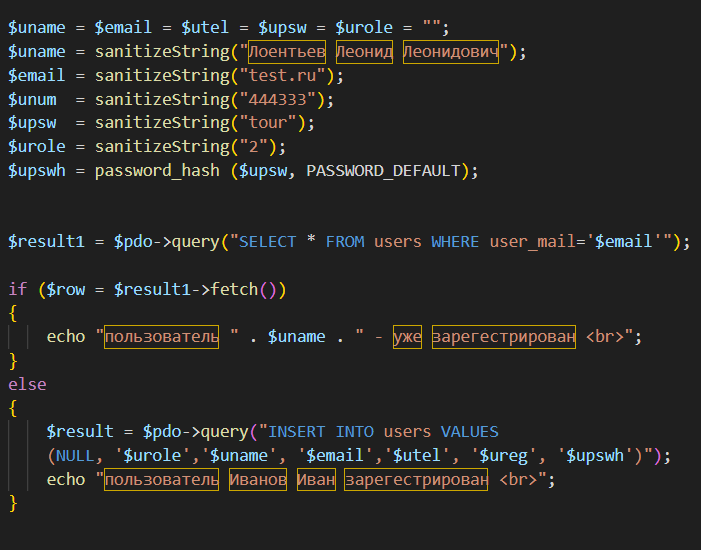 $uname = $email = $utel = $upsw = $urole = "";
$uname = sanitizeString("Лоентьев Леонид Леонидович");
$email = sanitizeString("test.ru");
$unum  = sanitizeString("444333");
$upsw  = sanitizeString("tour");
$urole = sanitizeString("2");
$upswh = password_hash ($upsw, PASSWORD_DEFAULT);
$result1 = $pdo->query("SELECT * FROM users WHERE user_mail='$email'");
if ($row = $result1->fetch())
{
echo "пользователь " . $uname . " - уже зарегестрирован <br>";
}
else
{
$result = $pdo->query("INSERT INTO users VALUES
(NULL, '$urole','$uname', '$email','$utel', '$ureg', '$upswh')");
echo "пользователь Иванов Иван зарегестрирован <br>";
}